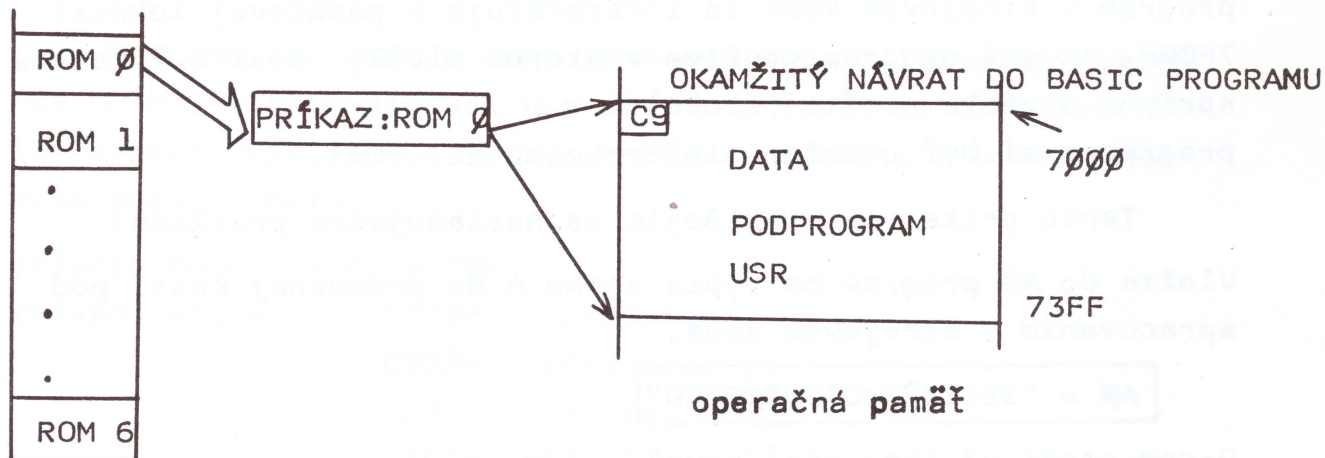 ROM Ø
ROM 1
ROM 6
PRÍKAZ:ROM Ø
OKAMŽITÝ NÁVRAT DO BASIC PROGRAMU
C9
7ØØØ
DATA
PODPROGRAM
USR
73FF
operačná pamäť